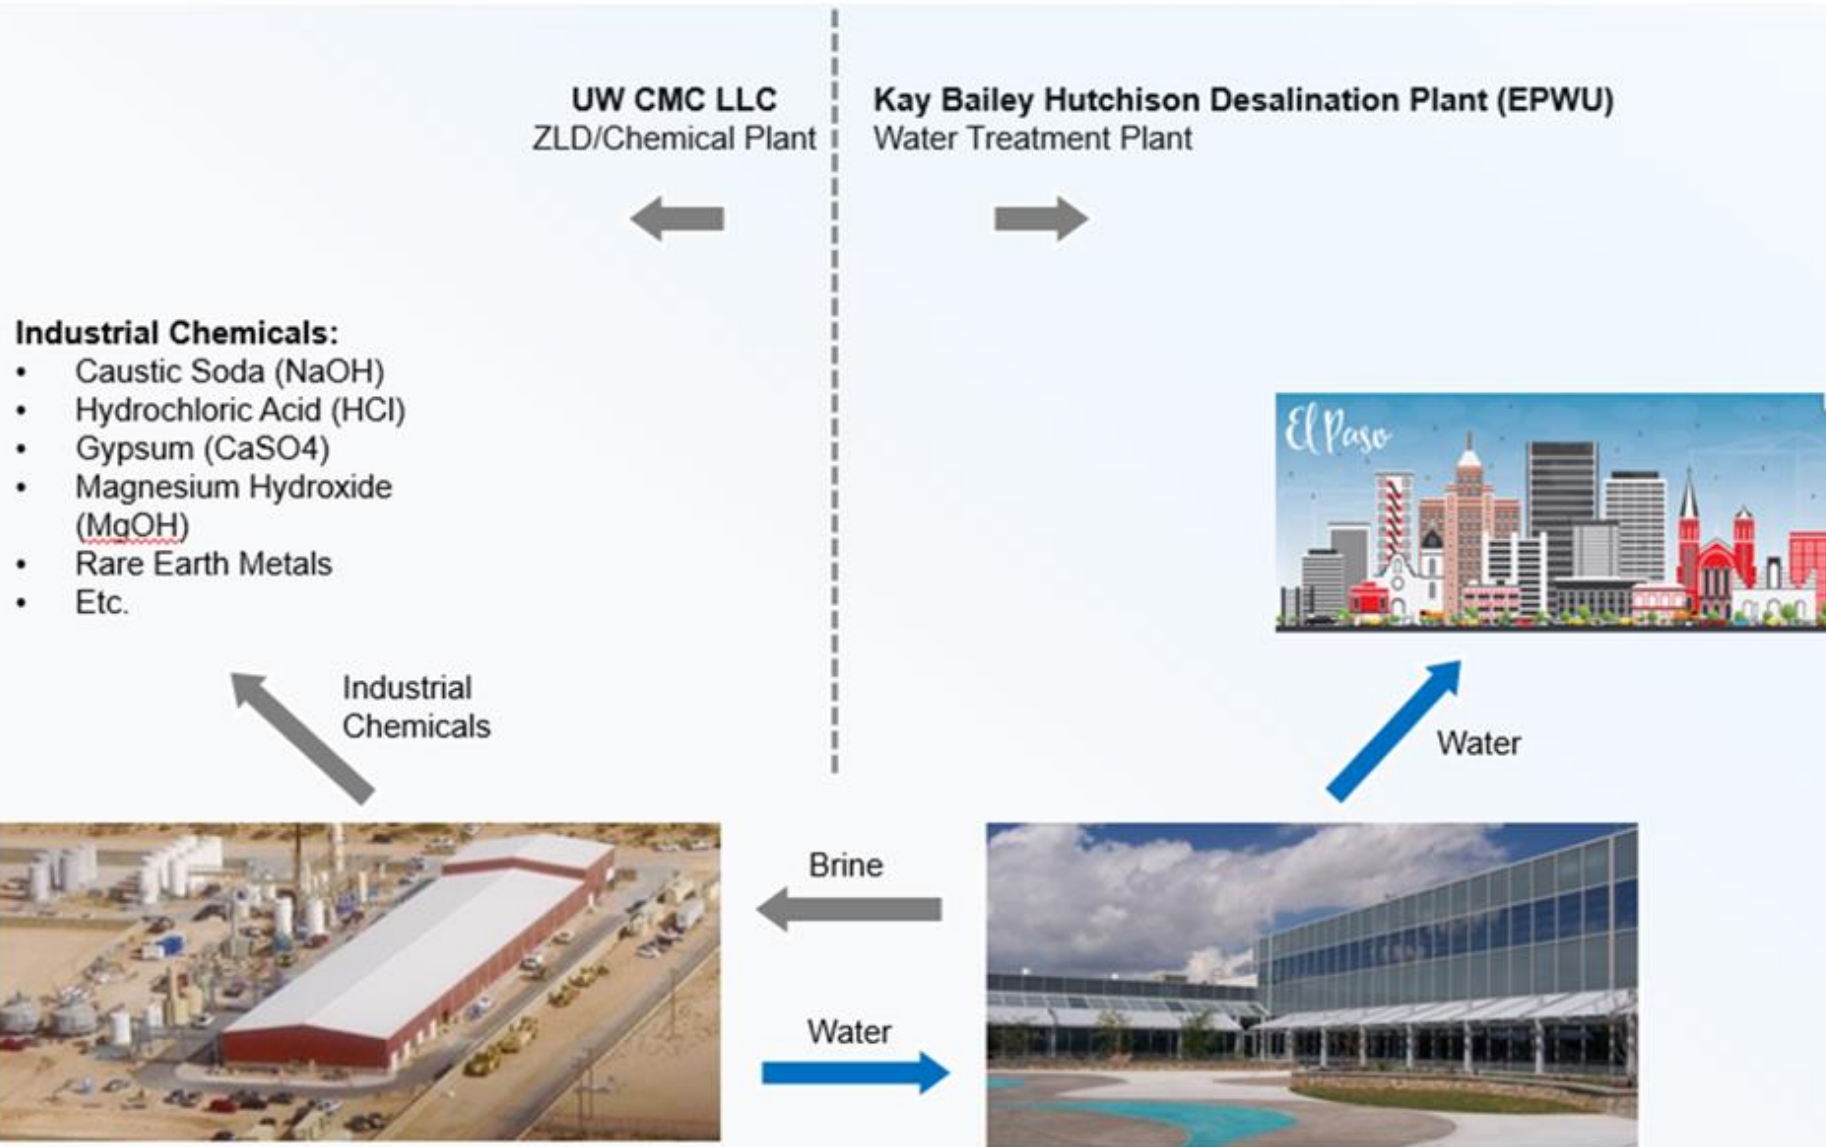 UW CMC LLC
ZLD/Chemical Plant
Kay Bailey Hutchison Desalination Plant (EPWU)
Water Treatment Plant
Industrial Chemicals:
• Caustic Soda (NaOH)
• Hydrochloric Acid (HCl)
• Gypsum (CaSO4)
• Magnesium Hydroxide
(MgOH)
• Rare Earth Metals
• Etc.
El Paso
Industrial
Chemicals
Water
Brine
Water